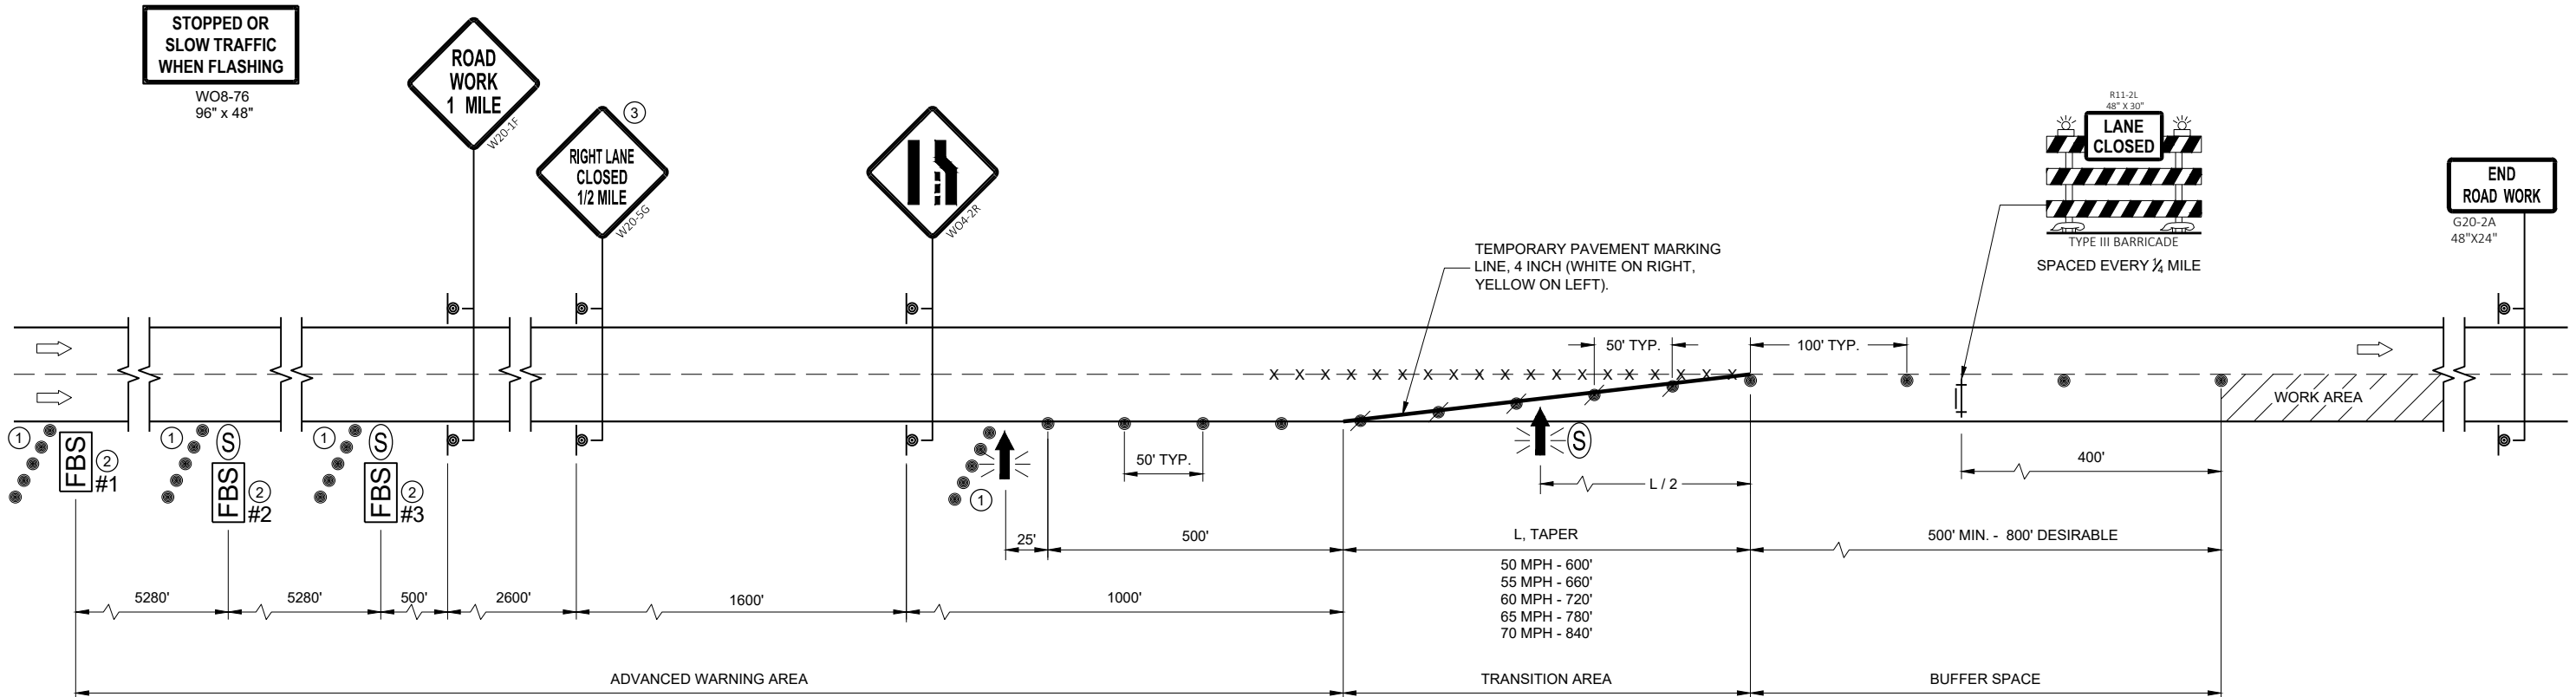 STOPPED OR
SLOW TRAFFIC
WHEN FLASHING
WO8-76
96" x 48"
ROAD
WORK
1 MILE
W20-1F
3
RIGHT LANE
CLOSED
1/2 MILE
W20-5G
WO4-2R
R11-2L
48" X 30"
LANE
CLOSED
TYPE III BARRICADE
SPACED EVERY ¼ MILE
END
ROAD WORK
G20-2A
48"X24"
TEMPORARY PAVEMENT MARKING
LINE, 4 INCH (WHITE ON RIGHT,
YELLOW ON LEFT).
50' TYP.
100' TYP.
X X X X X X X X X X X X X X X X X X X
WORK AREA
1
FBS
2
#1
1
S
FBS
2
#2
1
S
FBS
2
#3
1
50' TYP.
S
L / 2
400'
25'
500'
L, TAPER
500' MIN. - 800' DESIRABLE
50 MPH - 600'
55 MPH - 660'
60 MPH - 720'
65 MPH - 780'
70 MPH - 840'
5280'
5280'
500'
2600'
1600'
1000'
ADVANCED WARNING AREA
TRANSITION AREA
BUFFER SPACE